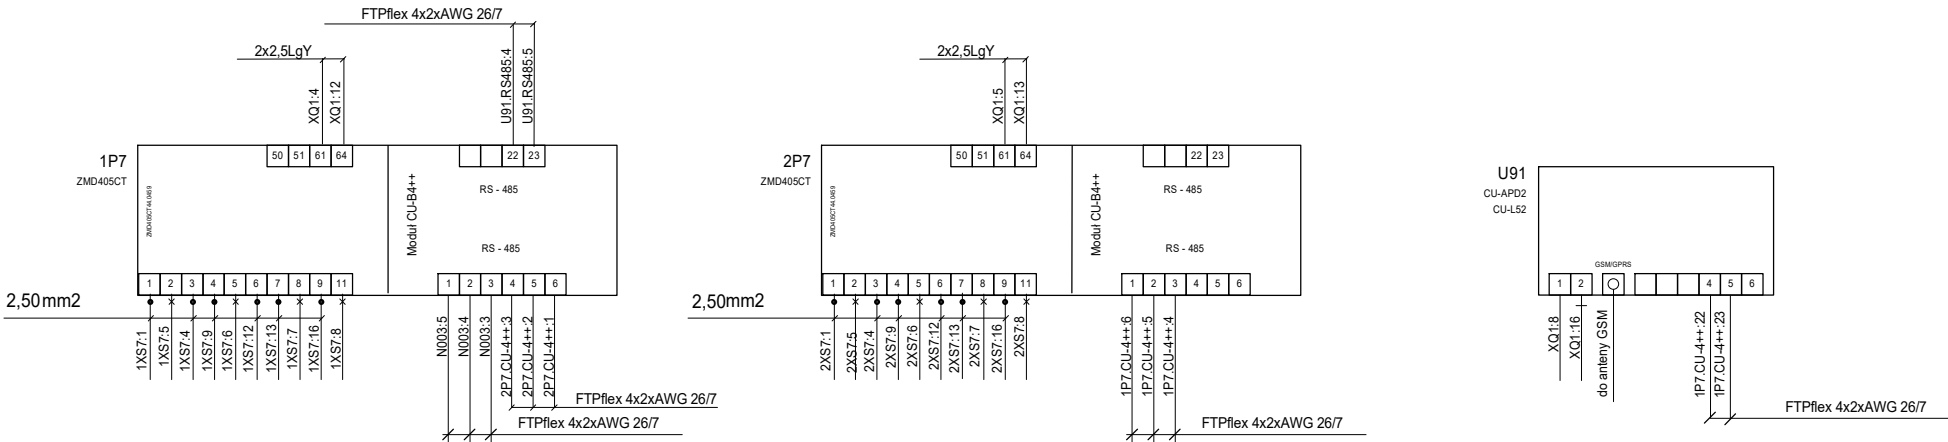 FTPflex 4x2xAWG 26/7
2x2,5LgY
XQ1:4
XQ1:12
U91.RS485:4
U91.RS485:5
1P7
ZMD405CT
ZMD405CT44.0459
50 51 61 64
22 23
Moduł CU-B4++
RS - 485
RS - 485
1 2 3 4 5 6 7 8 9 11
1 2 3 4 5 6
2,50mm2
1XS7:1
1XS7:5
1XS7:4
1XS7:9
1XS7:6
1XS7:12
1XS7:13
1XS7:7
1XS7:16
1XS7:8
N003:5
N003:4
N003:3
2P7.CU-4++:3
2P7.CU-4++:2
2P7.CU-4++:1
FTPflex 4x2xAWG 26/7
FTPflex 4x2xAWG 26/7
2x2,5LgY
XQ1:5
XQ1:13
2P7
ZMD405CT
ZMD405CT44.0459
50 51 61 64
22 23
Moduł CU-B4++
RS - 485
RS - 485
1 2 3 4 5 6 7 8 9 11
1 2 3 4 5 6
2,50mm2
2XS7:1
2XS7:5
2XS7:4
2XS7:9
2XS7:6
2XS7:12
2XS7:13
2XS7:7
2XS7:16
2XS7:8
1P7.CU-4++:6
1P7.CU-4++:5
1P7.CU-4++:4
FTPflex 4x2xAWG 26/7
U91
CU-APD2
CU-L52
GSM/GPRS
1 2
4 5 6
XQ1:8
XQ1:16
do anteny GSM
1P7.CU-4++:22
1P7.CU-4++:23
FTPflex 4x2xAWG 26/7